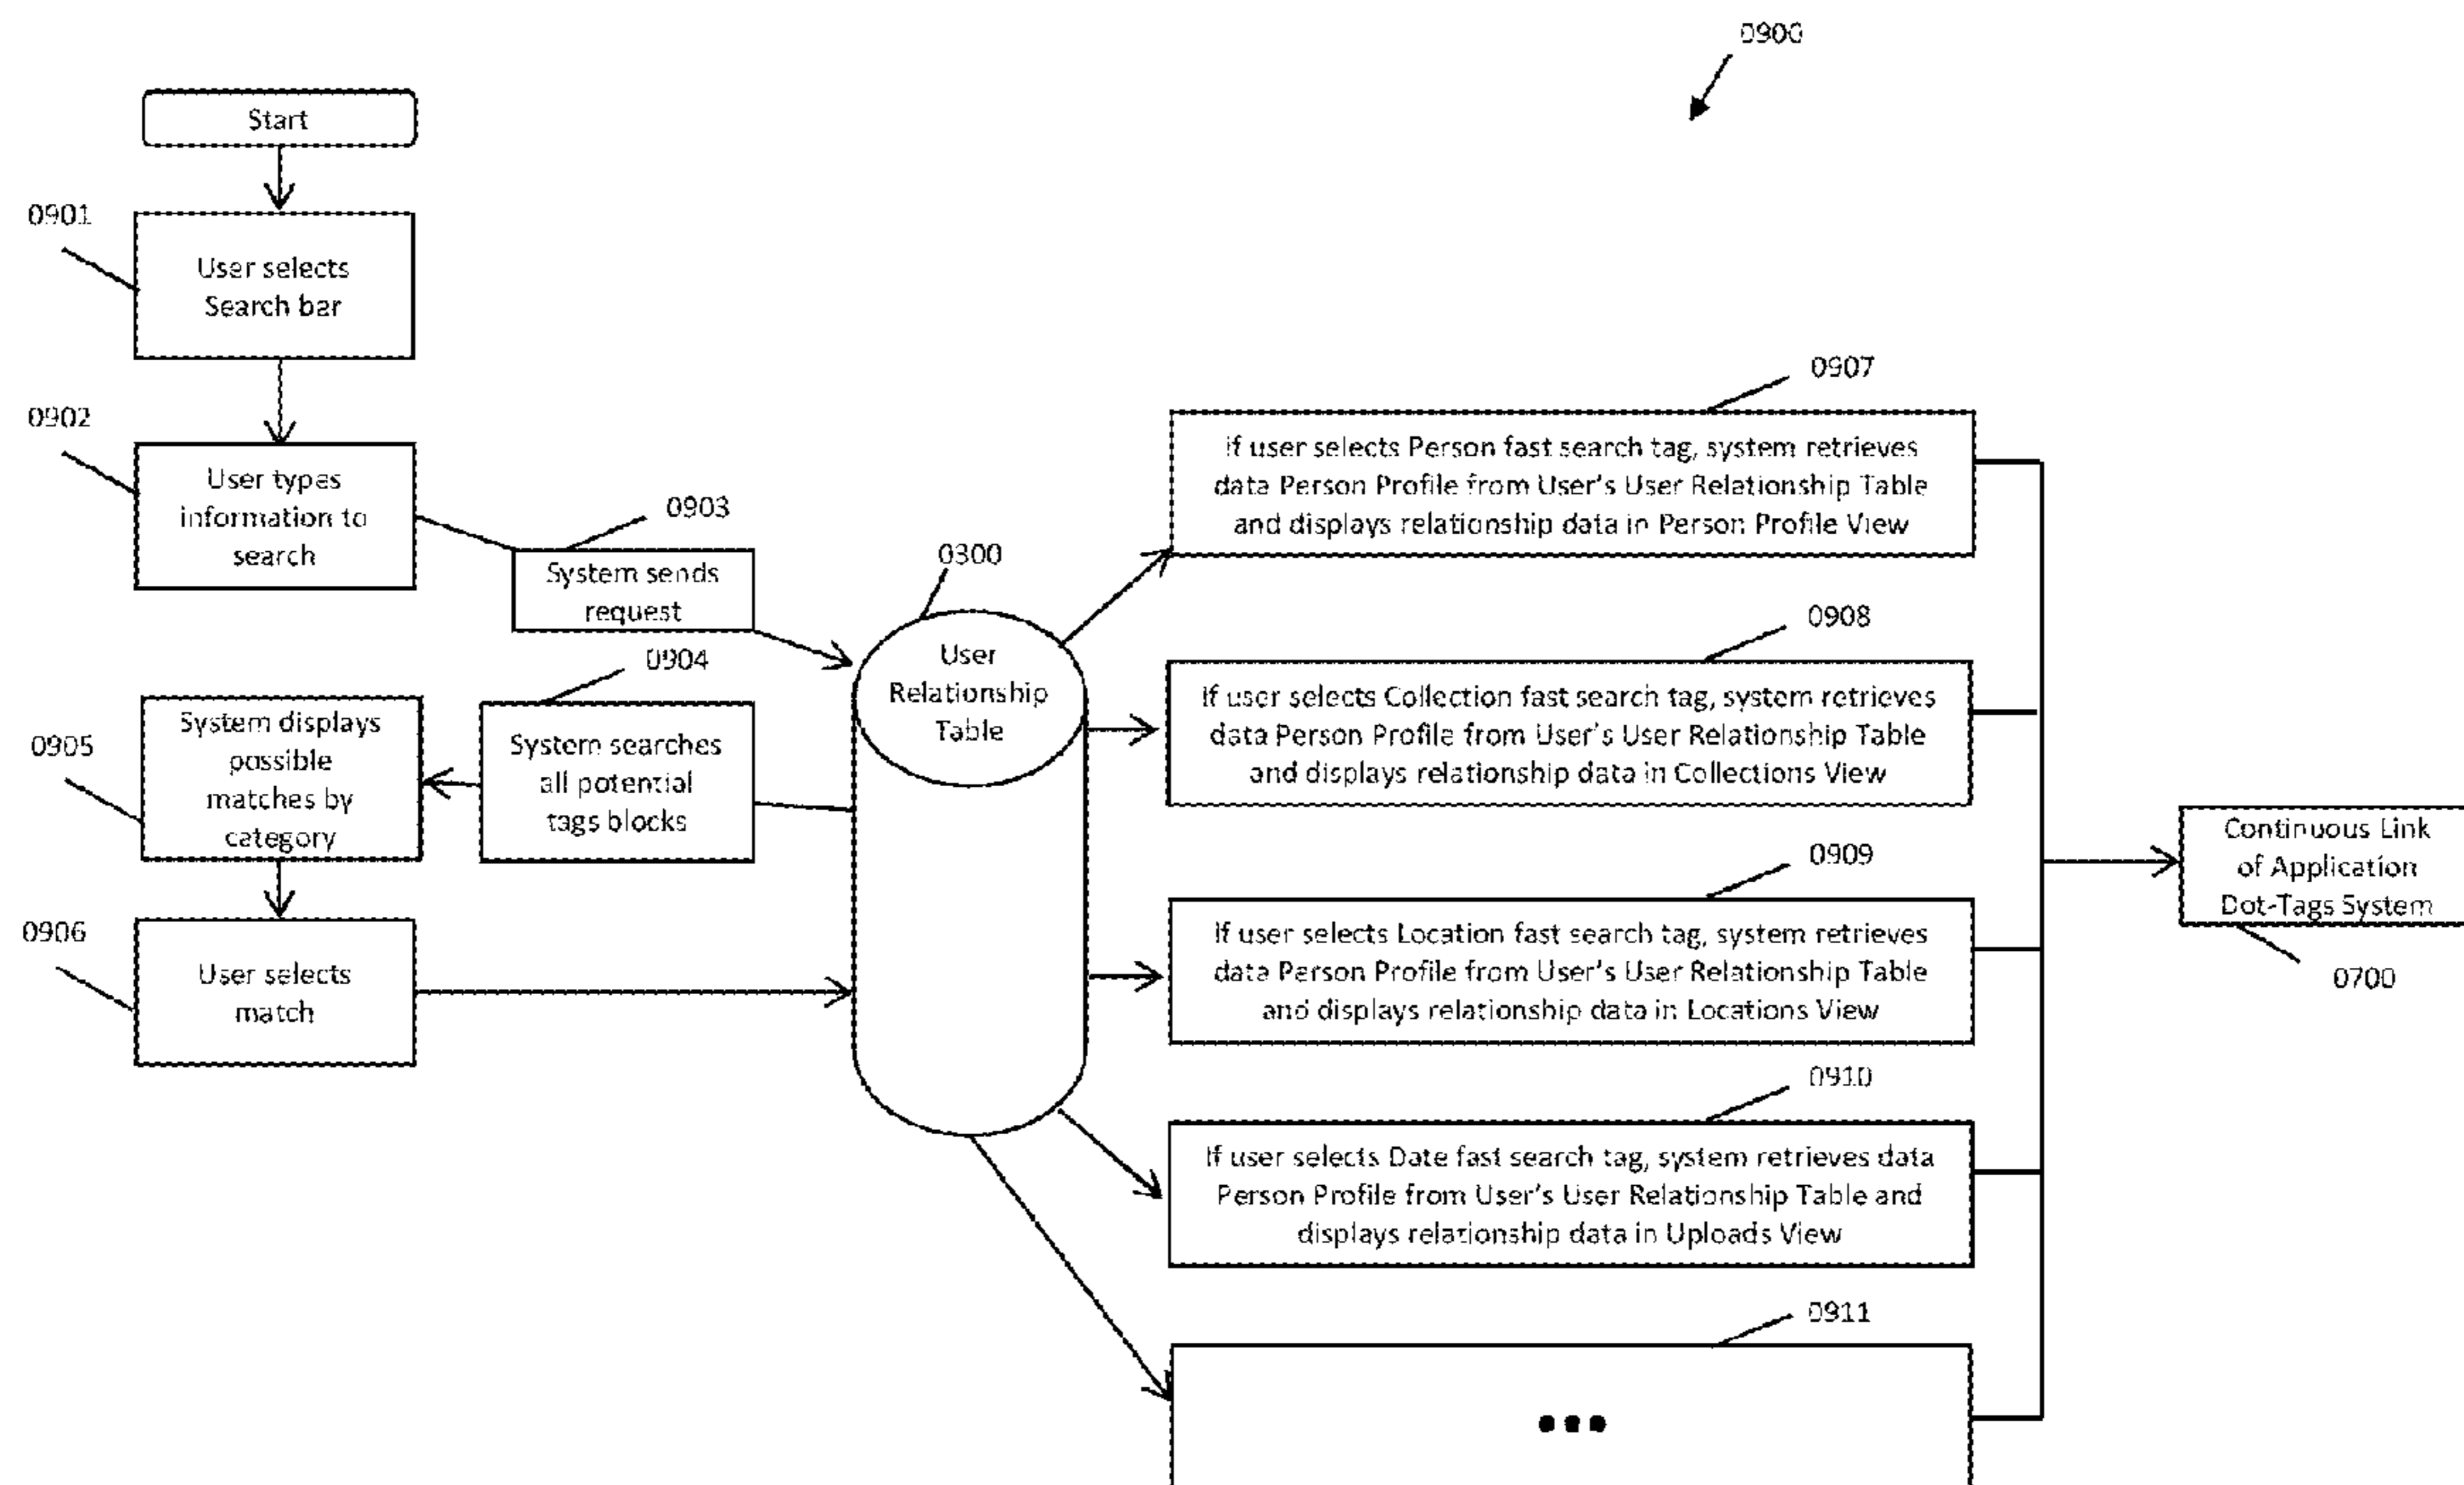 0900
Start
0901
User selects
Search bar
0902
User types
information to
search
0903
System sends
request
0300
User
Relationship
Table
0904
System searches
all potential
tags blocks
0905
System displays
possible
matches by
category
0906
User selects
match
0907
If user selects Person fast search tag, system retrieves
data Person Profile from User's User Relationship Table
and displays relationship data in Person Profile View
0908
If user selects Collection fast search tag, system retrieves
data Person Profile from User's User Relationship Table
and displays relationship data in Collections View
0909
If user selects Location fast search tag, system retrieves
data Person Profile from User's User Relationship Table
and displays relationship data in Locations View
0910
If user selects Date fast search tag, system retrieves data
Person Profile from User's User Relationship Table and
displays relationship data in Uploads View
0911
•••
Continuous Link
of Application
Dot-Tags System
0700